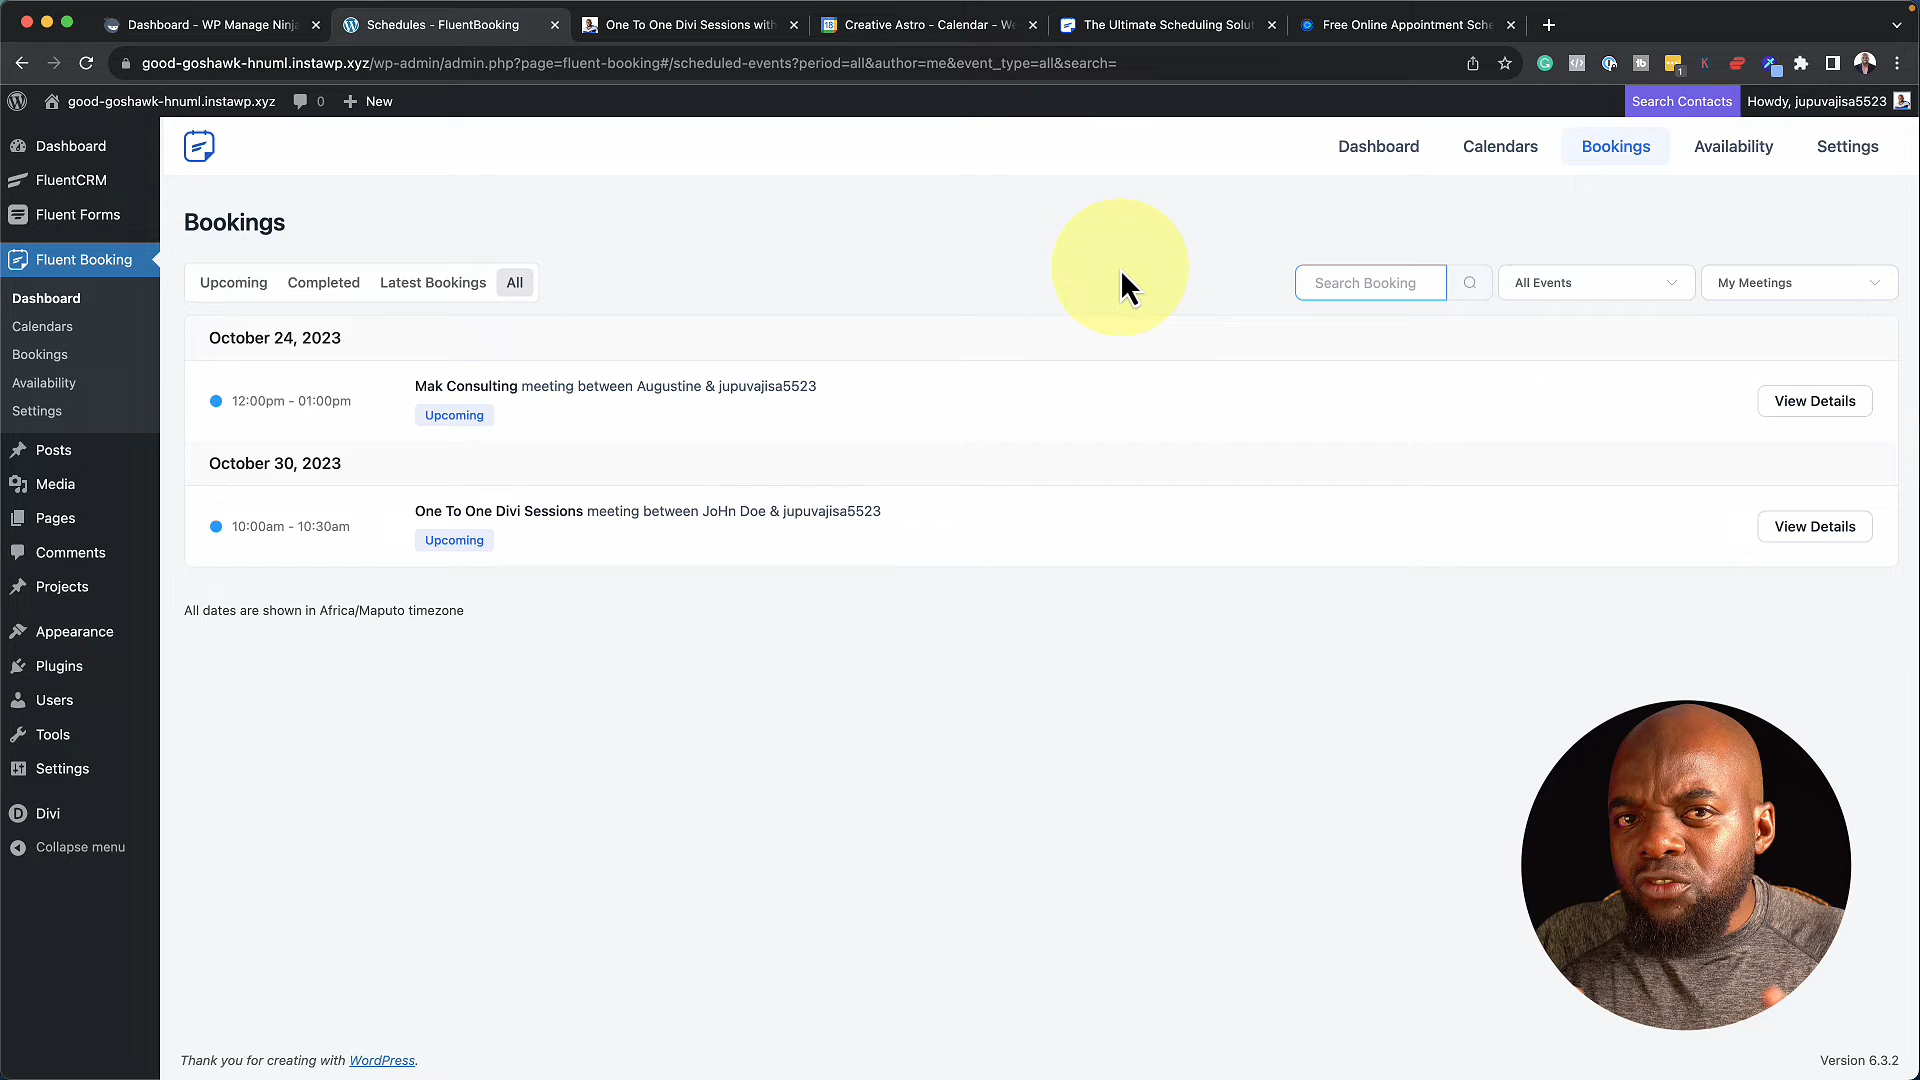 Dashboard - WP Manage Ninja
Schedules - FluentBooking
One To One Divi Sessions with
Creative Astro - Calendar - We
The Ultimate Scheduling Solut
Free Online Appointment Sche
good-goshawk-hnuml.instawp.xyz/wp-admin/admin.php?page=fluent-booking#/scheduled-events?period=all&author=me&event_type=all&search=
good-goshawk-hnuml.instawp.xyz
0
New
Search Contacts
Howdy, jupuvajisa5523
Dashboard
FluentCRM
Fluent Forms
Fluent Booking
Dashboard
Calendars
Bookings
Availability
Settings
Posts
Media
Pages
Comments
Projects
Appearance
Plugins
Users
Tools
Settings
Divi
Collapse menu
Dashboard
Calendars
Bookings
Availability
Settings
Bookings
Upcoming
Completed
Latest Bookings
All
Search Booking
All Events
My Meetings
October 24, 2023
12:00pm - 01:00pm
Mak Consulting meeting between Augustine & jupuvajisa5523
Upcoming
View Details
October 30, 2023
10:00am - 10:30am
One To One Divi Sessions meeting between JoHn Doe & jupuvajisa5523
Upcoming
View Details
All dates are shown in Africa/Maputo timezone
Thank you for creating with WordPress.
Version 6.3.2